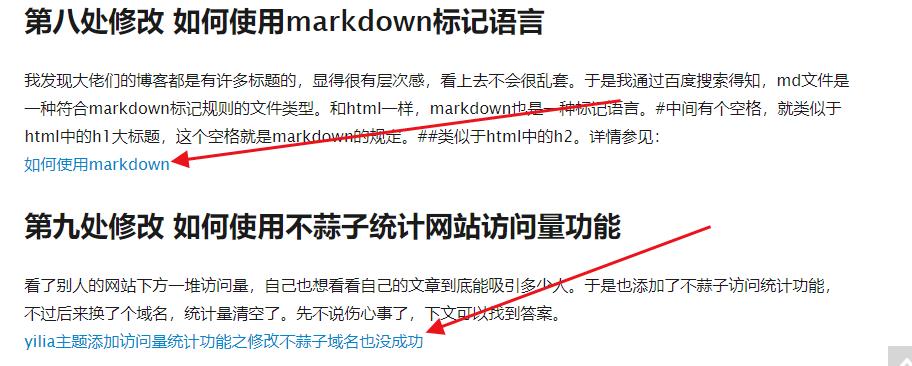 第八处修改 如何使用markdown标记语言
我发现大佬们的博客都是有许多标题的，显得很有层次感，看上去不会很乱套。于是我通过百度搜索得知，md文件是
一种符合markdown标记规则的文件类型。和html一样，markdown也是一种标记语言。#中间有个空格，就类似于
html中的h1大标题，这个空格就是markdown的规定。##类似于html中的h2。详情参见：
如何使用markdown
第九处修改 如何使用不蒜子统计网站访问量功能
看了别人的网站下方一堆访问量，自己也想看看自己的文章到底能吸引多少人。于是也添加了不蒜子访问统计功能，
不过后来换了个域名，统计量清空了。先不说伤心事了，下文可以找到答案。
yilia主题添加访问量统计功能之修改不蒜子域名也没成功